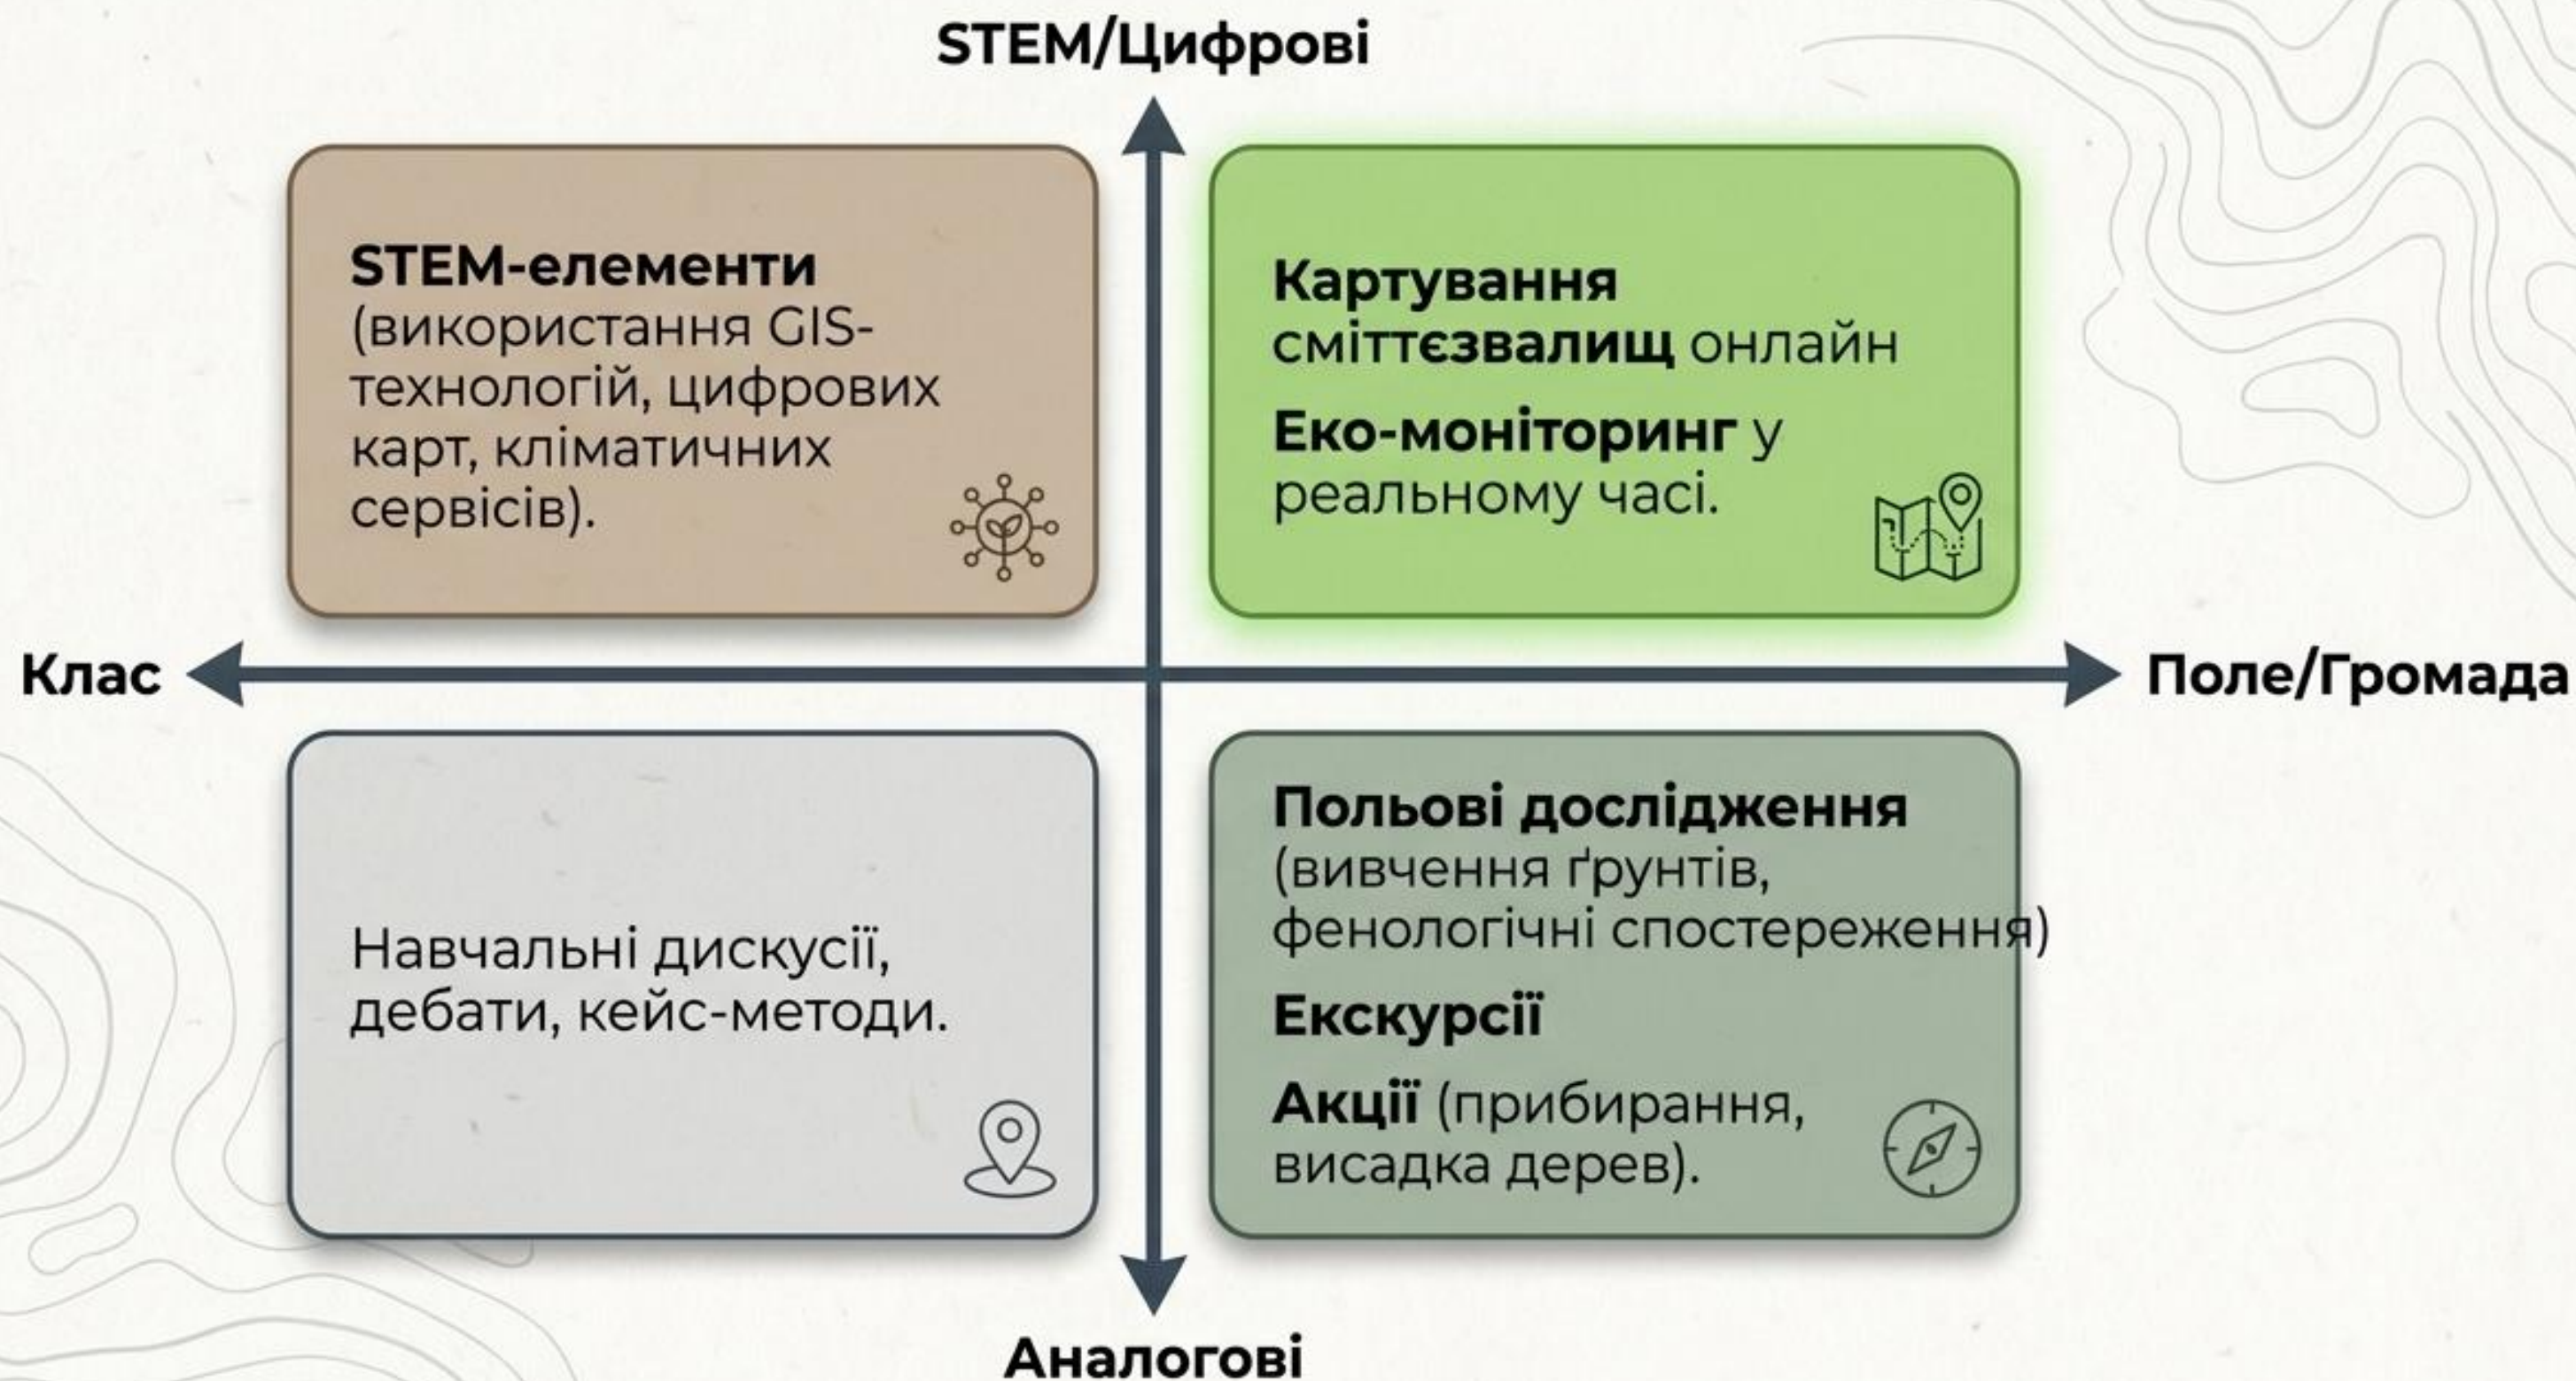 STEM/Цифрові
STEM-елементи
(використання GIS-
технологій, цифрових
карт, кліматичних
сервісів).
Картування
сміттєзвалищ онлайн
Еко-моніторинг у
реальному часі.
Клас
Поле/Громада
Навчальні дискусії,
дебати, кейс-методи.
Польові дослідження
(вивчення ґрунтів,
фенологічні спостереження)
Екскурсії
Акції (прибирання,
висадка дерев).
Аналогові